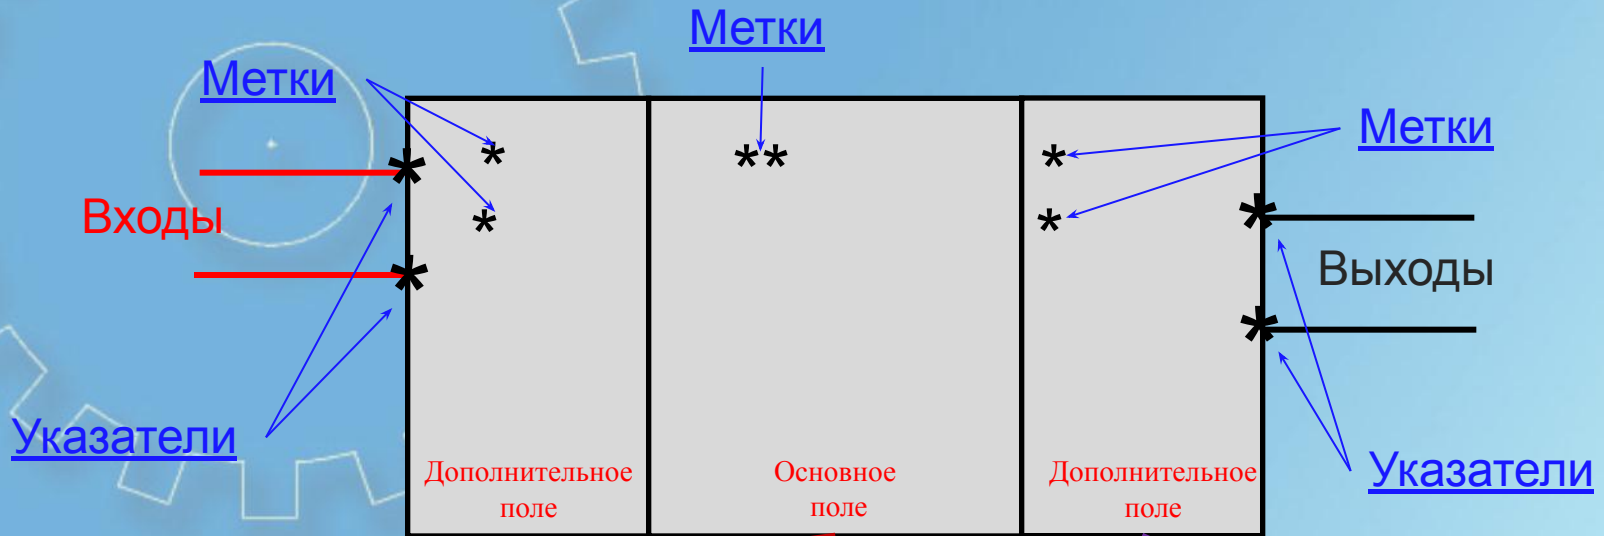 Метки
Метки
Метки
**
*
*
*
*
*
*
*
*
Входы
Выходы
Указатели
Указатели
Дополнительное
поле
Основное
поле
Дополнительное
поле